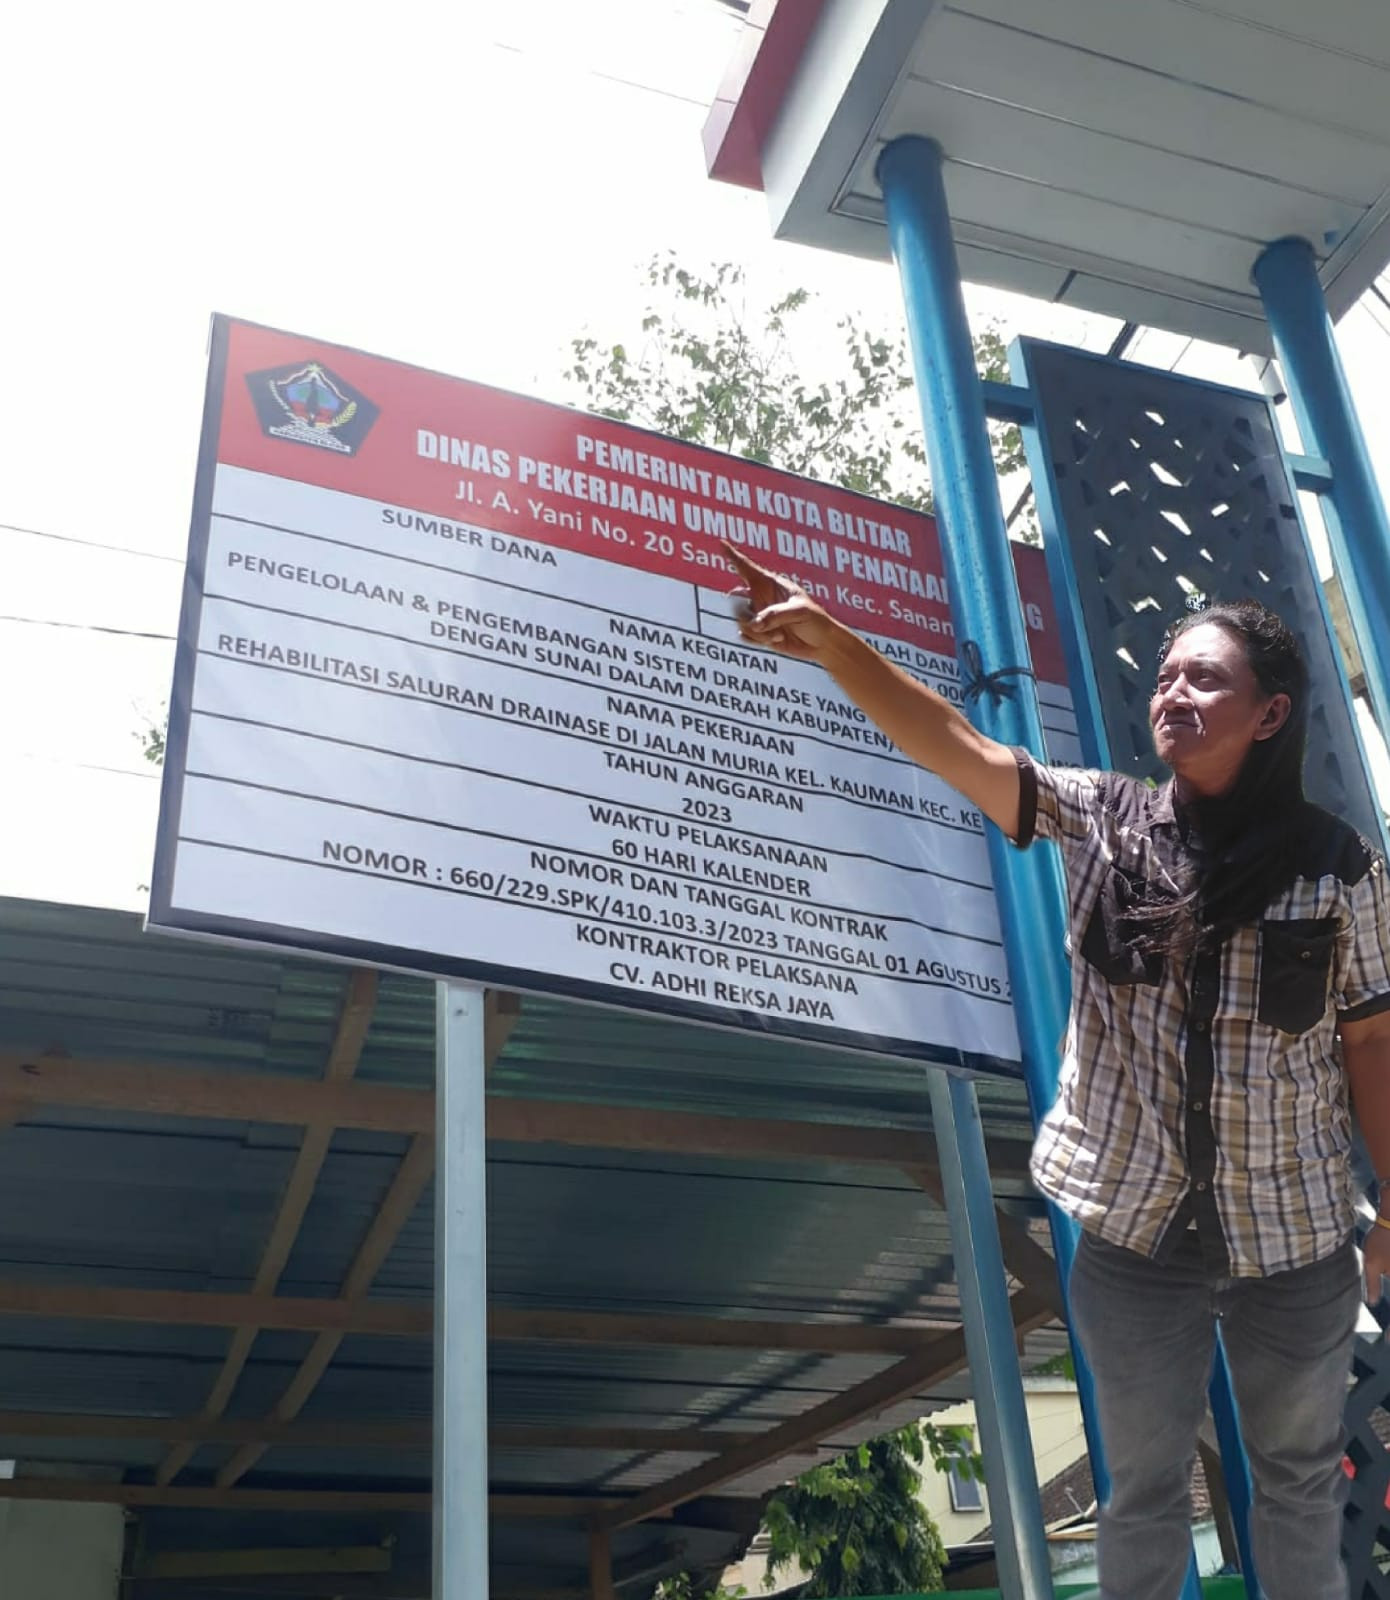 PEMERINTAH KOTA BLITAR
DINAS PEKERJAAN UMUM DAN PENATAAN
Jl. A. Yani No. 20 Kec.
SUMBER DANA
DANA
NAMA KEGIATAN
PENGELOLAAN & PENGEMBANGAN SISTEM DRAINASE YANG
DENGAN SUNAI DALAM DAERAH KABUPATEN/
NAMA PEKERJAAN
REHABILITASI SALURAN DRAINASE DI JALAN MURIA KEL. KAUMAN KEC. KE
TAHUN ANGGARAN
2023
WAKTU PELAKSANAAN
60 HARI KALENDER
NOMOR DAN TANGGAL KONTRAK
NOMOR : 660/229.SPK/410.103.3/2023 TANGGAL 01 AGUSTUS 2
KONTRAKTOR PELAKSANA
CV. ADHI REKSA JAYA